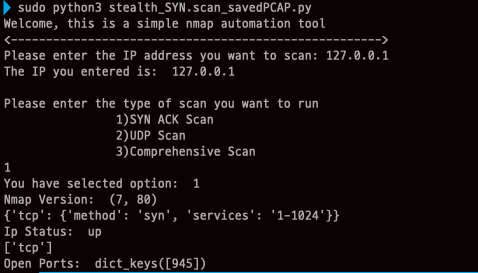 sudo python3 stealth_SYN.scan_savedPCAP.py
Welcome, this is a simple nmap automation tool
<----------------------------------------------------->
Please enter the IP address you want to scan: 127.0.0.1
The IP you entered is:  127.0.0.1
Please enter the type of scan you want to run
1)SYN ACK Scan
2)UDP Scan
3)Comprehensive Scan
1
You have selected option:  1
Nmap Version:  (7, 80)
{'tcp': {'method': 'syn', 'services': '1-1024'}}
Ip Status:  up
['tcp']
Open Ports:  dict_keys([945])